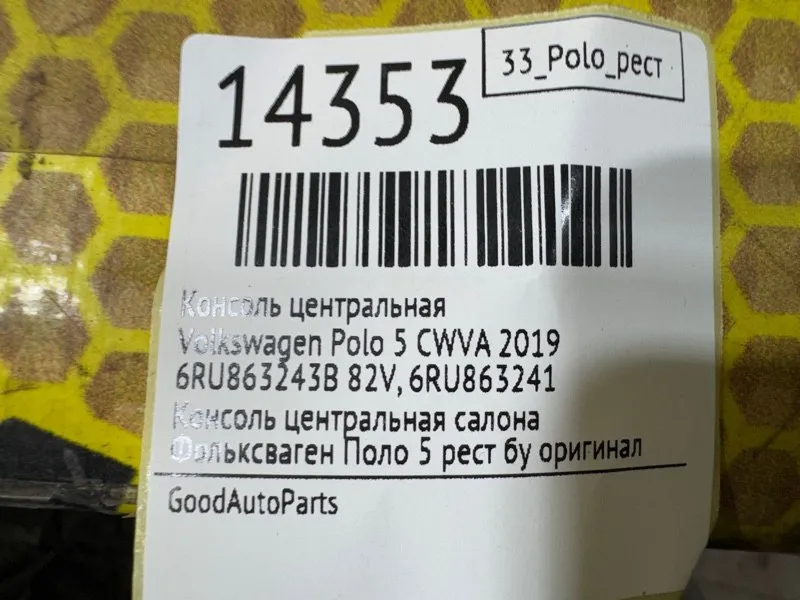 33_Polo_рест
14353
Консоль центральная
Volkswagen Polo 5 CWVA 2019
6RU863243B 82V, 6RU863241
Консоль центральная салона
Фольксваген Поло 5 рест бу оригинал
GoodAutoParts